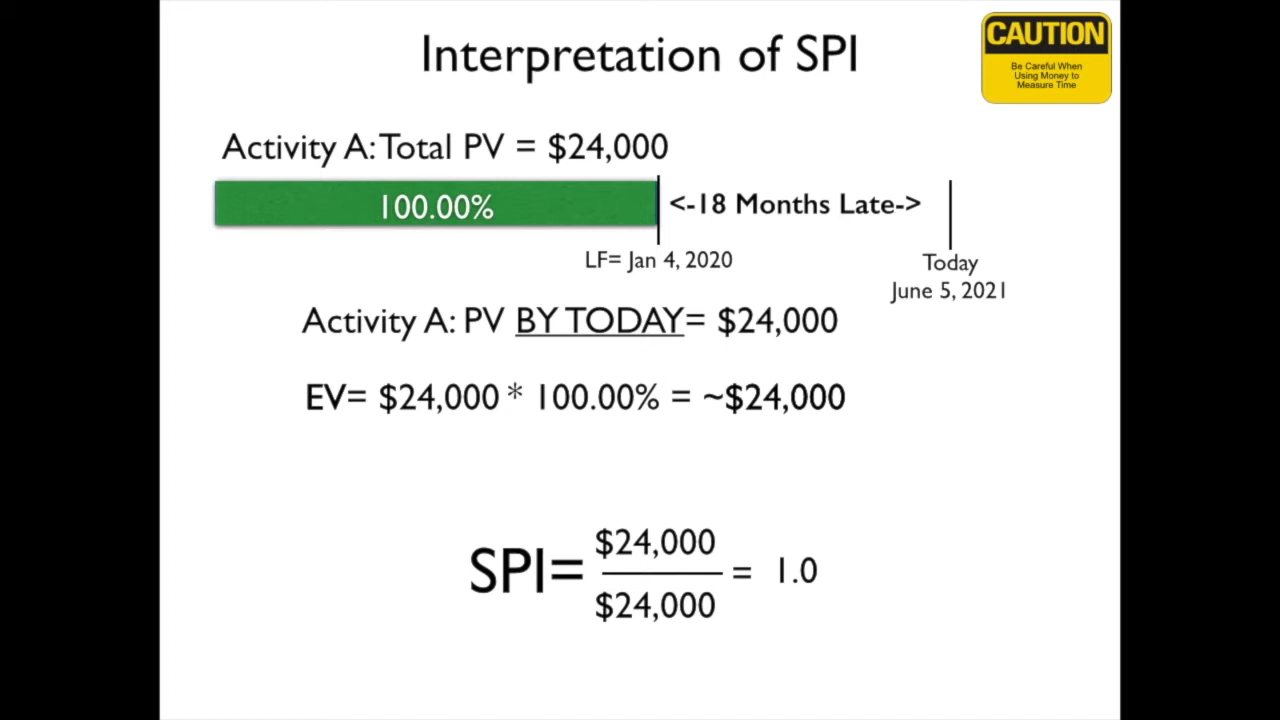 Interpretation of SPI
CAUTION
Be Careful When
Using Money to
Measure Time
Activity A: Total PV = $24,000
100.00%
<-18 Months Late->
LF= Jan 4, 2020
Today
June 5, 2021
Activity A: PV BY TODAY= $24,000
EV= $24,000 * 100.00% = ~$24,000
SPI= $24,000 / $24,000 = 1.0